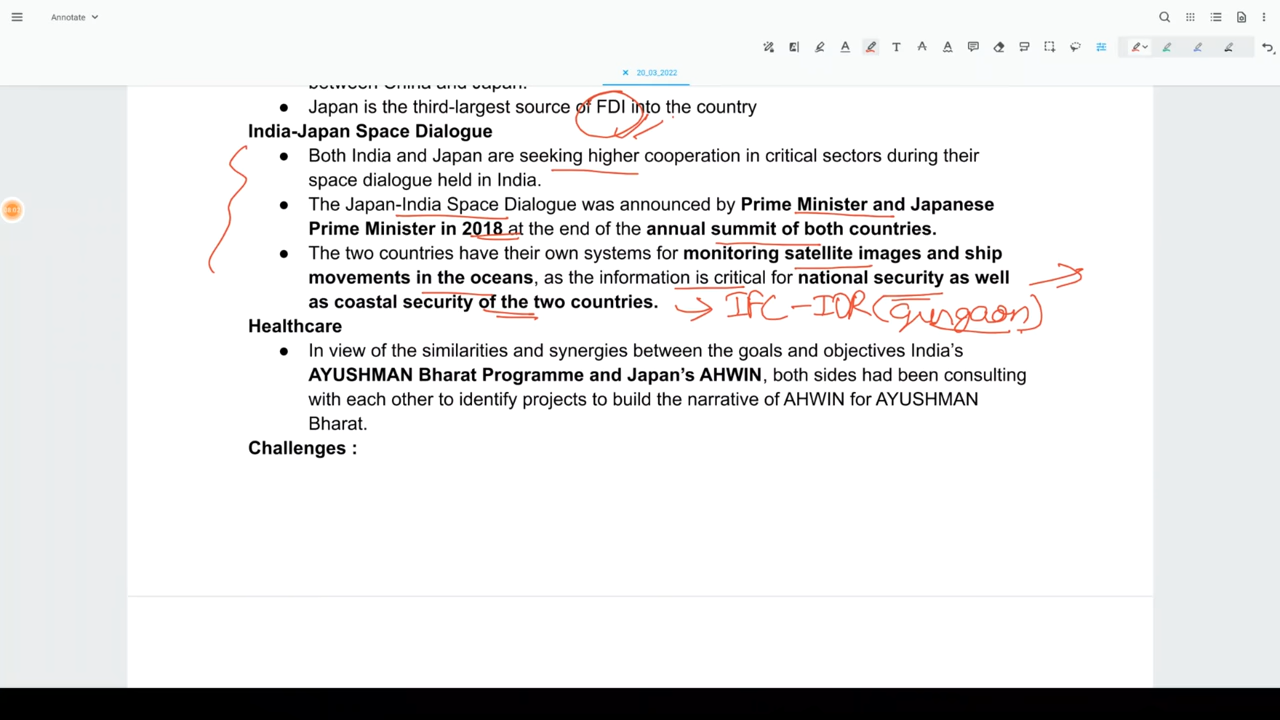 Annotate
20_03_2022
between China and Japan.
● Japan is the third-largest source of FDI into the country
India-Japan Space Dialogue
● Both India and Japan are seeking higher cooperation in critical sectors during their
space dialogue held in India.
● The Japan-India Space Dialogue was announced by Prime Minister and Japanese
Prime Minister in 2018 at the end of the annual summit of both countries.
● The two countries have their own systems for monitoring satellite images and ship
movements in the oceans, as the information is critical for national security as well
as coastal security of the two countries. → IFC-IOR (Gurgaon)
Healthcare
● In view of the similarities and synergies between the goals and objectives India's
AYUSHMAN Bharat Programme and Japan's AHWIN, both sides had been consulting
with each other to identify projects to build the narrative of AHWIN for AYUSHMAN
Bharat.
Challenges :